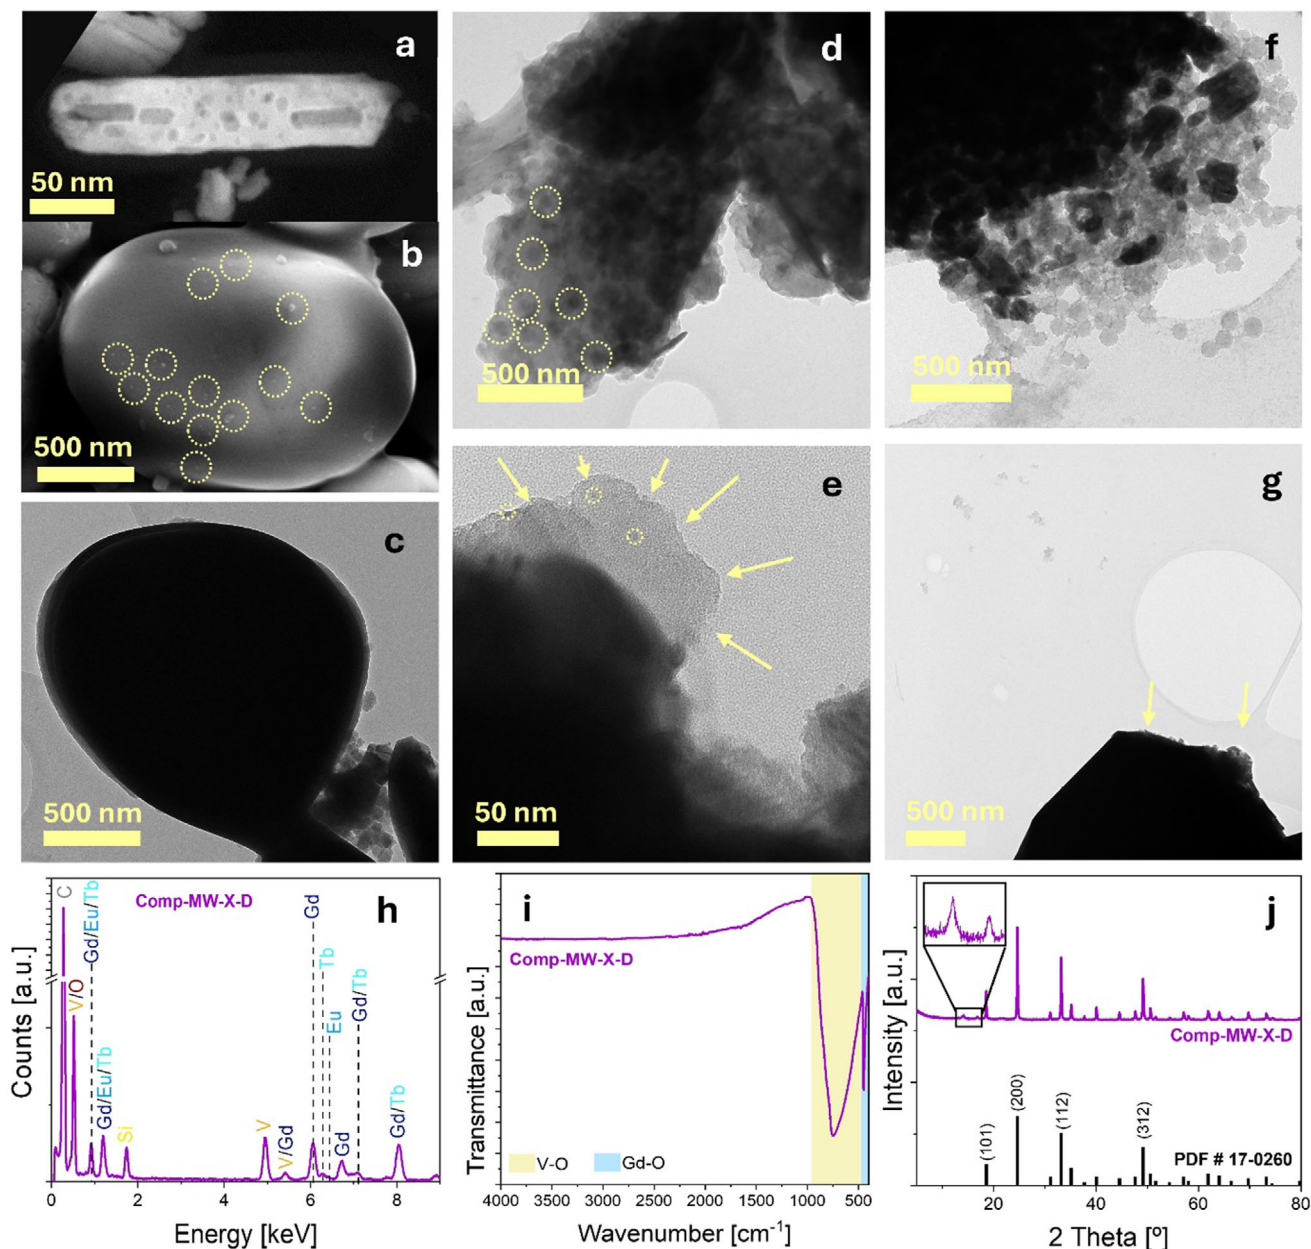 a
50 nm
b
500 nm
c
500 nm
d
500 nm
e
50 nm
f
500 nm
g
500 nm
h
Comp-MW-X-D
C
V/O
Gd/Eu/Tb
Gd/Eu/Tb
Si
V
V/Gd
Gd
Tb
Eu
Gd
Gd/Tb
Gd/Tb
Counts [a.u.]
0 2 4 6 8
Energy [keV]
i
Comp-MW-X-D
V-O
Gd-O
Transmittance [a.u.]
4000 3500 3000 2500 2000 1500 1000 500
Wavenumber [cm⁻¹]
j
Comp-MW-X-D
(101)
(200)
(112)
(312)
PDF # 17-0260
Intensity [a.u.]
20 40 60 80
2 Theta [º]